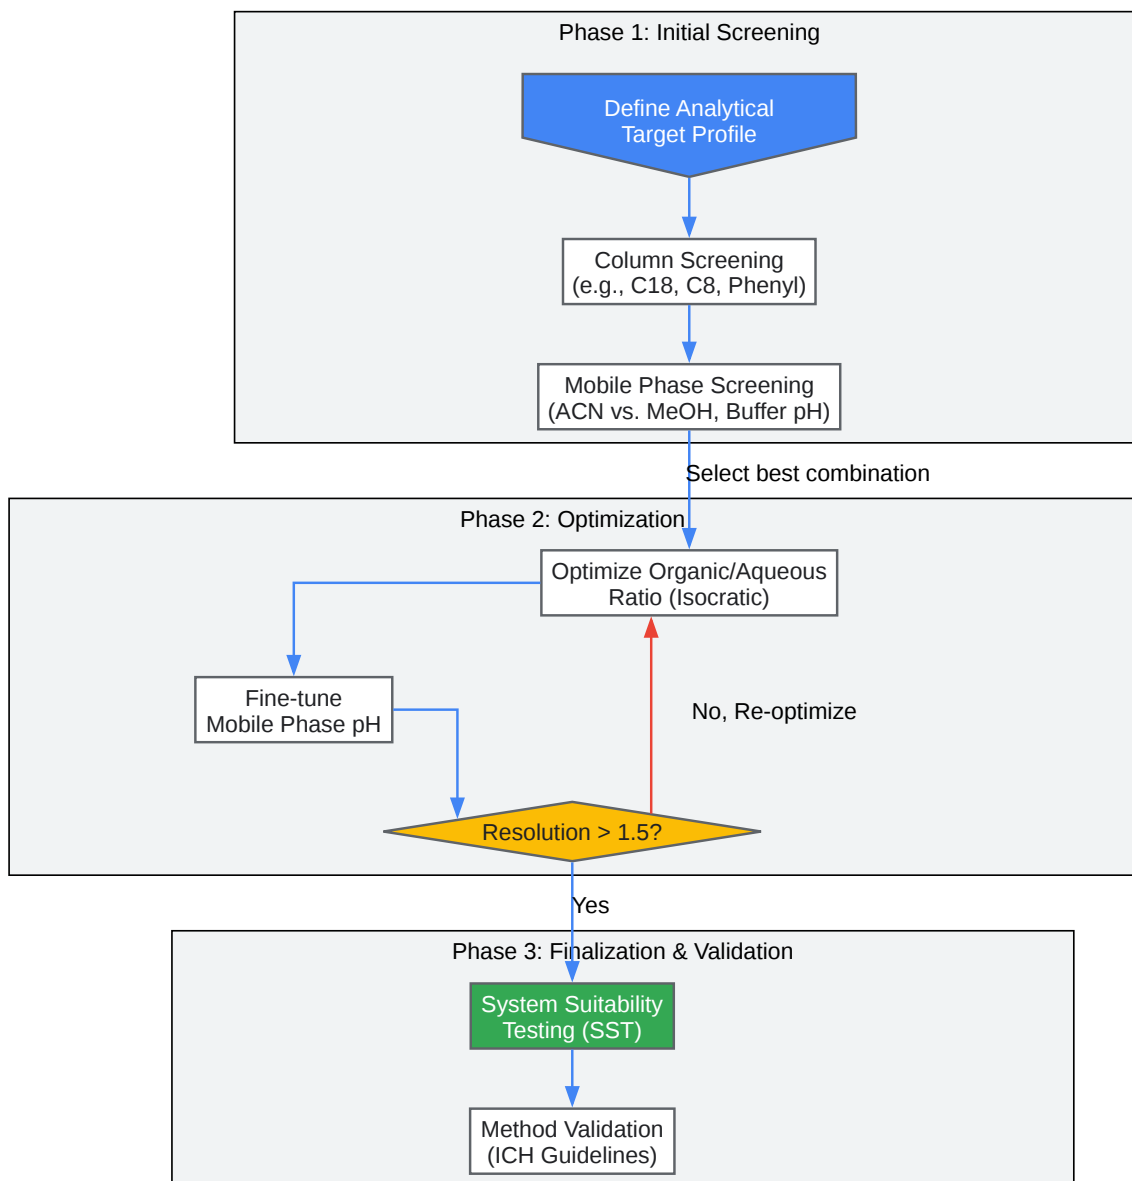 Phase 1: Initial Screening
Define Analytical
Target Profile
Column Screening
(e.g., C18, C8, Phenyl)
Mobile Phase Screening
(ACN vs. MeOH, Buffer pH)
Select best combination
Phase 2: Optimization
Optimize Organic/Aqueous
Ratio (Isocratic)
Fine-tune
Mobile Phase pH
No, Re-optimize
Resolution > 1.5?
Yes
Phase 3: Finalization & Validation
System Suitability
Testing (SST)
Method Validation
(ICH Guidelines)